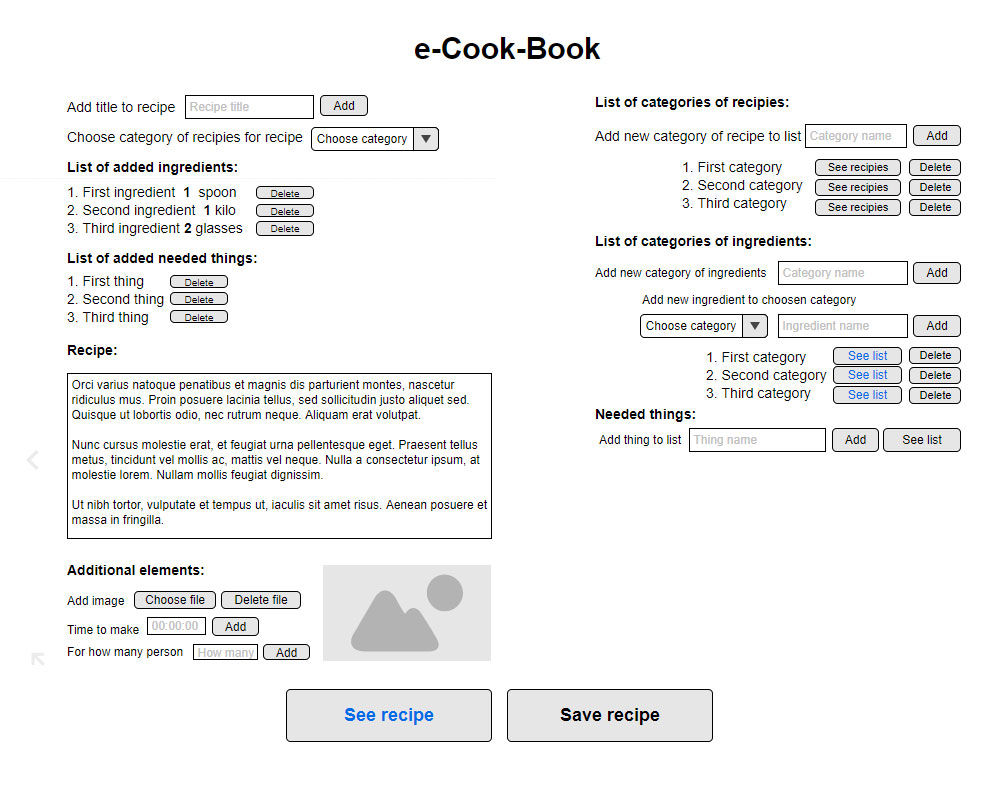 e-Cook-Book
Add title to recipe Recipe title Add
Choose category of recipies for recipe Choose category
List of added ingredients:
1. First ingredient 1 spoon Delete
2. Second ingredient 1 kilo Delete
3. Third ingredient 2 glasses Delete
List of added needed things:
1. First thing Delete
2. Second thing Delete
3. Third thing Delete
Recipe:
Orci varius natoque penatibus et magnis dis parturient montes, nascetur
ridiculus mus. Proin posuere lacinia tellus, sed sollicitudin justo aliquet sed.
Quisque ut lobortis odio, nec rutrum neque. Aliquam erat volutpat.
Nunc cursus molestie erat, et feugiat urna pellentesque eget. Praesent tellus
metus, tincidunt vel mollis ac, mattis vel neque. Nulla a consectetur ipsum, at
molestie lorem. Nullam mollis feugiat dignissim.
Ut nibh tortor, vulputate et tempus ut, iaculis sit amet risus. Aenean posuere et
massa in fringilla.
Additional elements:
Add image Choose file Delete file
Time to make 00:00:00 Add
For how many person How many Add
List of categories of recipies:
Add new category of recipe to list Category name Add
1. First category See recipies Delete
2. Second category See recipies Delete
3. Third category See recipies Delete
List of categories of ingredients:
Add new category of ingredients Category name Add
Add new ingredient to choosen category
Choose category Ingredient name Add
1. First category See list Delete
2. Second category See list Delete
3. Third category See list Delete
Needed things:
Add thing to list Thing name Add See list
See recipe Save recipe